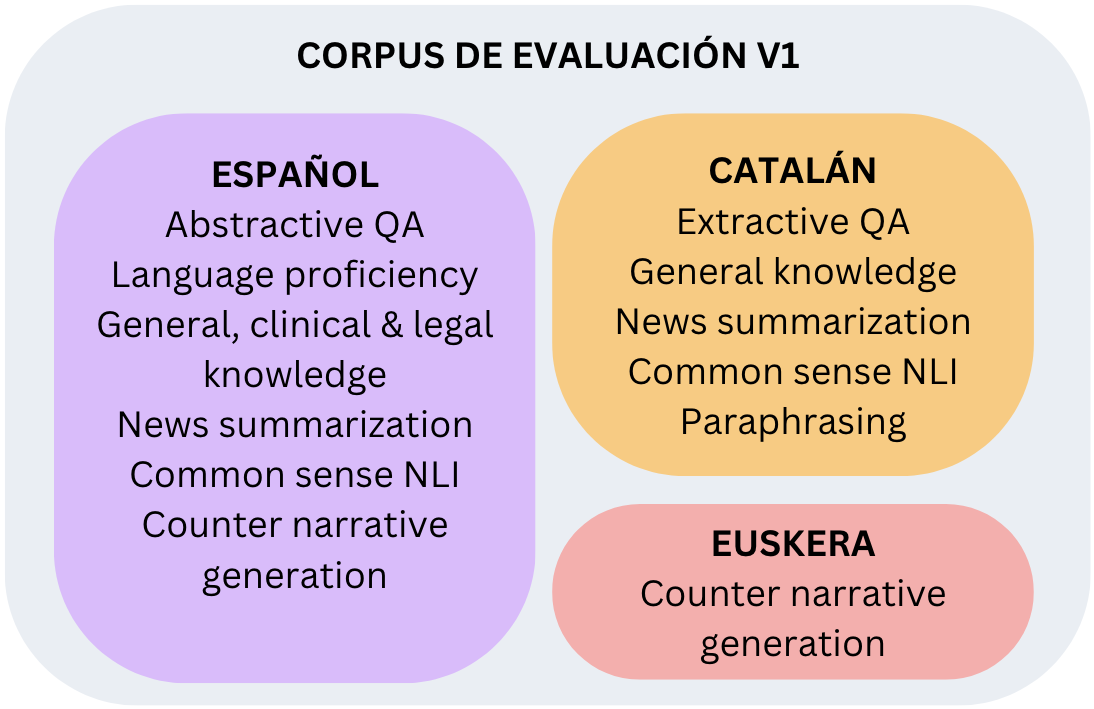 CORPUS DE EVALUACIÓN V1
ESPAÑOL
Abstractive QA
Language proficiency
General, clinical & legal
knowledge
News summarization
Common sense NLI
Counter narrative
generation
CATALÁN
Extractive QA
General knowledge
News summarization
Common sense NLI
Paraphrasing
EUSKERA
Counter narrative
generation